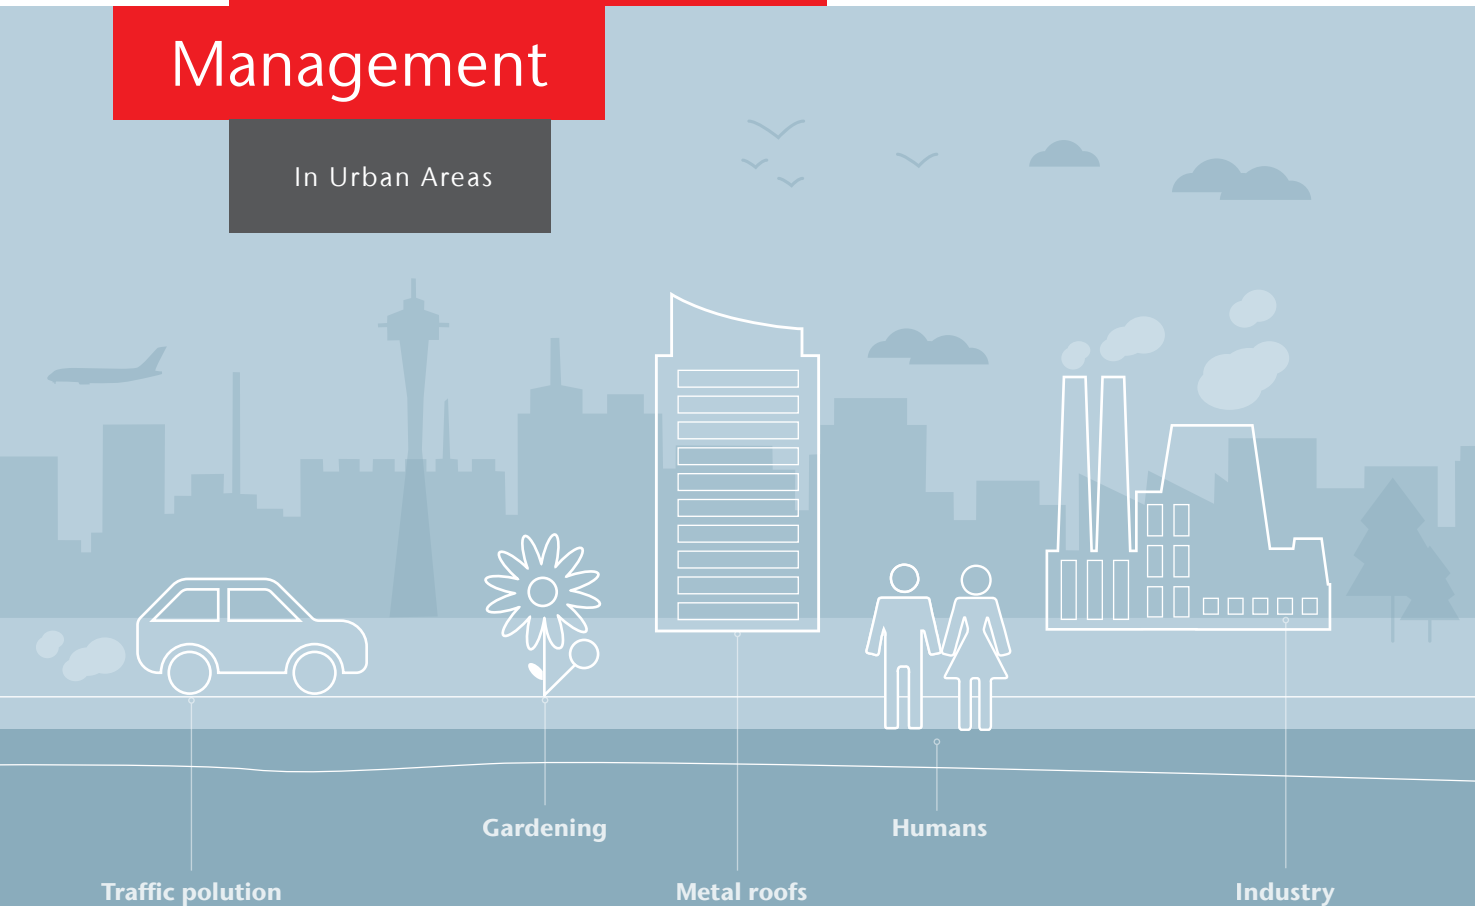 Management
In Urban Areas
Gardening
Humans
Traffic polution
Metal roofs
Industry